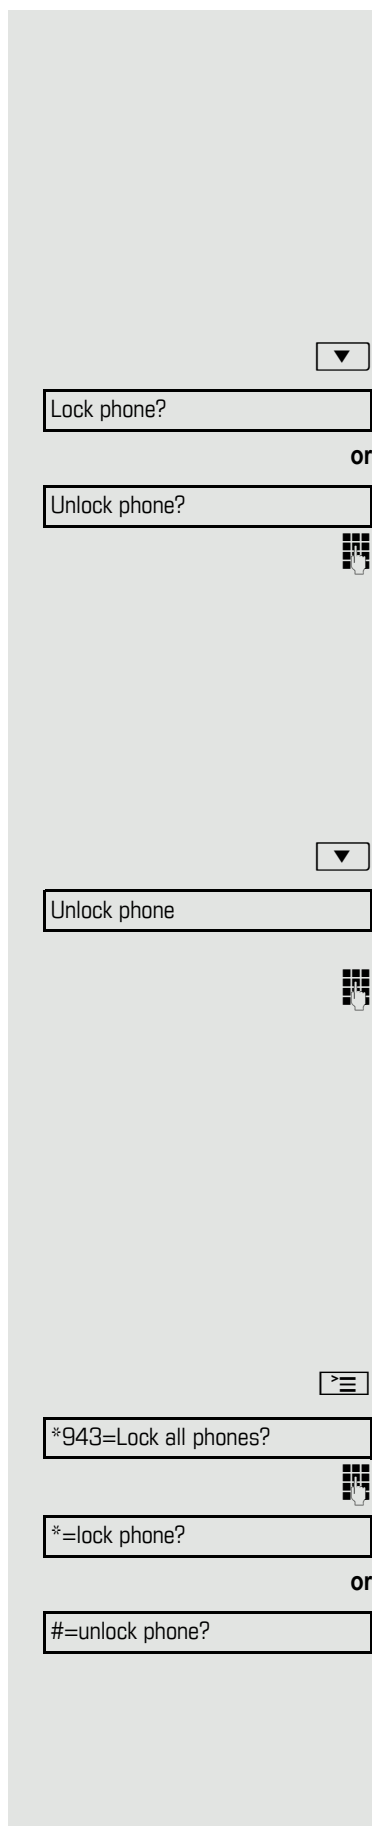 Lock phone?
or
Unlock phone?
Unlock phone
*943=Lock all phones?
*=lock phone?
or
#=unlock phone?